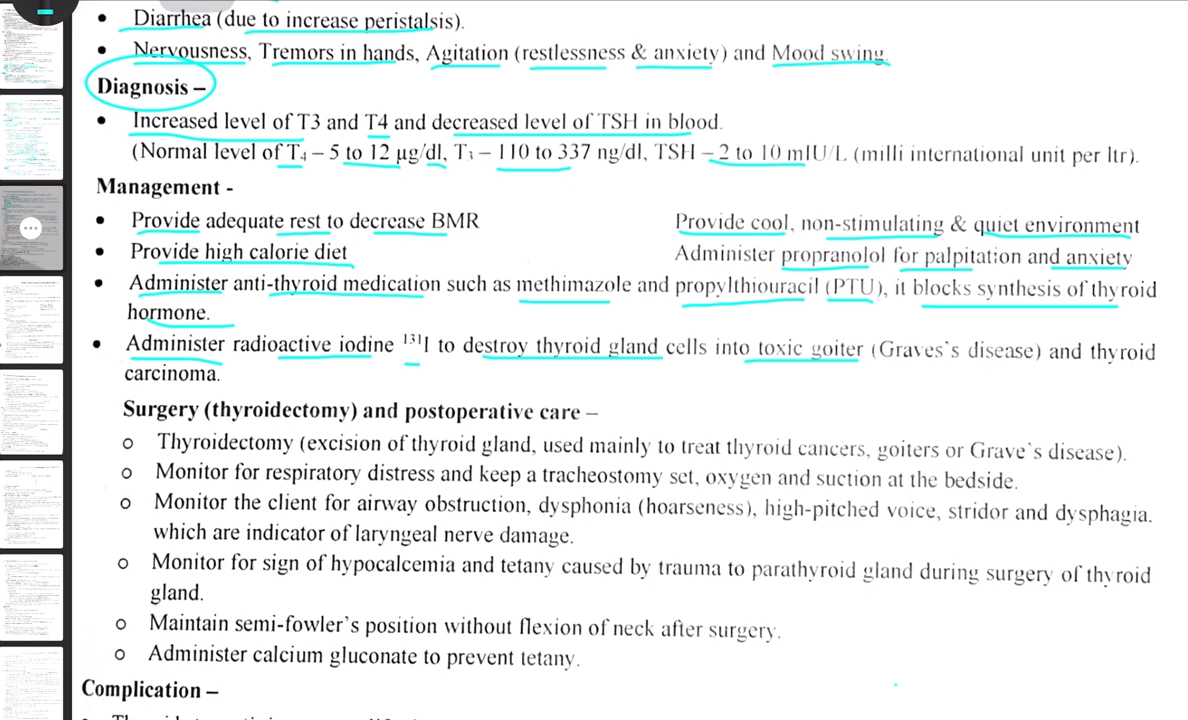 • Diarrhea (due to increase peristalsis).
• Nervousness, Tremors in hands, Agitation (restlessness & anxiety) and Mood swing.
Diagnosis –
• Increased level of T3 and T4 and decreased level of TSH in blood.
(Normal level of T₄ – 5 to 12 µg/dl, T₃ – 110 to 337 ng/dl, TSH – 2 to 10 mIU/L (milli international unit per ltr).
Management -
• Provide adequate rest to decrease BMR Provide cool, non-stimulating & quiet environment
• Provide high calorie diet Administer propranolol for palpitation and anxiety
• Administer anti-thyroid medication such as methimazole and propylthiouracil (PTU), it blocks synthesis of thyroid
hormone.
• Administer radioactive iodine ¹³¹I to destroy thyroid gland cells in toxic goiter (Graves's disease) and thyroid
carcinoma.
Surgery (thyroidectomy) and postoperative care –
o Thyroidectomy (excision of thyroid gland, used mainly to treat thyroid cancers, goiters or Grave's disease).
o Monitor for respiratory distress and keep a tracheostomy set, oxygen and suction at the bedside.
o Monitor the client for airway obstruction, dysphonia (hoarseness), high-pitched voice, stridor and dysphagia.
which are indicator of laryngeal nerve damage.
o Monitor for sign of hypocalcemia and tetany caused by trauma to parathyroid gland during surgery of thyroid
gland.
o Maintain semi-fowler's position without flexion of neck after surgery.
o Administer calcium gluconate to prevent tetany.
Complication –